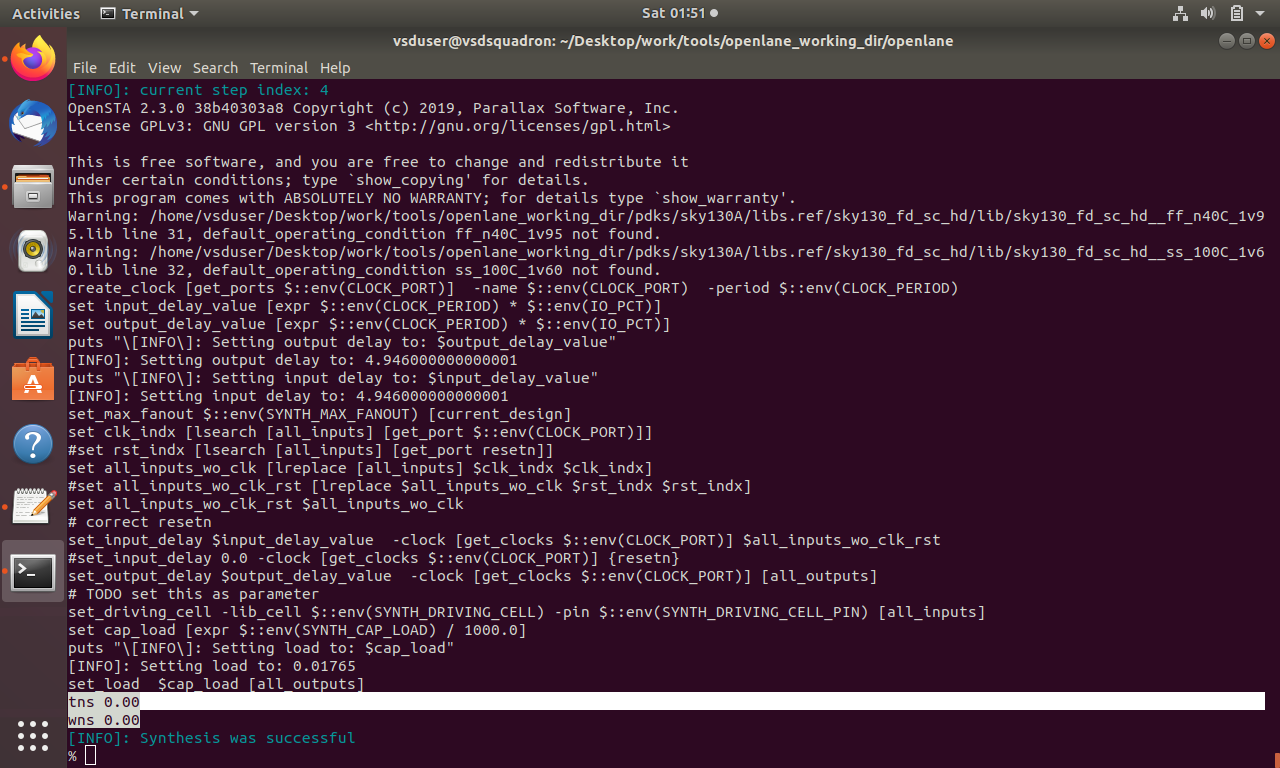 Activities Terminal Sat 01:51
vsduser@vsdsquadron: ~/Desktop/work/tools/openlane_working_dir/openlane
File Edit View Search Terminal Help
[INFO]: current step index: 4
OpenSTA 2.3.0 38b40303a8 Copyright (c) 2019, Parallax Software, Inc.
License GPLv3: GNU GPL version 3 <http://gnu.org/licenses/gpl.html>
This is free software, and you are free to change and redistribute it
under certain conditions; type `show_copying' for details.
This program comes with ABSOLUTELY NO WARRANTY; for details type `show_warranty'.
Warning: /home/vsduser/Desktop/work/tools/openlane_working_dir/pdks/sky130A/libs.ref/sky130_fd_sc_hd/lib/sky130_fd_sc_hd__ff_n40C_1v9
5.lib line 31, default_operating_condition ff_n40C_1v95 not found.
Warning: /home/vsduser/Desktop/work/tools/openlane_working_dir/pdks/sky130A/libs.ref/sky130_fd_sc_hd/lib/sky130_fd_sc_hd__ss_100C_1v6
0.lib line 32, default_operating_condition ss_100C_1v60 not found.
create_clock [get_ports $::env(CLOCK_PORT)]  -name $::env(CLOCK_PORT)  -period $::env(CLOCK_PERIOD)
set input_delay_value [expr $::env(CLOCK_PERIOD) * $::env(IO_PCT)]
set output_delay_value [expr $::env(CLOCK_PERIOD) * $::env(IO_PCT)]
puts "\[INFO\]: Setting output delay to: $output_delay_value"
[INFO]: Setting output delay to: 4.946000000000001
puts "\[INFO\]: Setting input delay to: $input_delay_value"
[INFO]: Setting input delay to: 4.946000000000001
set_max_fanout $::env(SYNTH_MAX_FANOUT) [current_design]
set clk_indx [lsearch [all_inputs] [get_port $::env(CLOCK_PORT)]]
#set rst_indx [lsearch [all_inputs] [get_port resetn]]
set all_inputs_wo_clk [lreplace [all_inputs] $clk_indx $clk_indx]
#set all_inputs_wo_clk_rst [lreplace $all_inputs_wo_clk $rst_indx $rst_indx]
set all_inputs_wo_clk_rst $all_inputs_wo_clk
# correct resetn
set_input_delay $input_delay_value  -clock [get_clocks $::env(CLOCK_PORT)] $all_inputs_wo_clk_rst
#set_input_delay 0.0 -clock [get_clocks $::env(CLOCK_PORT)] {resetn}
set_output_delay $output_delay_value  -clock [get_clocks $::env(CLOCK_PORT)] [all_outputs]
# TODO set this as parameter
set_driving_cell -lib_cell $::env(SYNTH_DRIVING_CELL) -pin $::env(SYNTH_DRIVING_CELL_PIN) [all_inputs]
set cap_load [expr $::env(SYNTH_CAP_LOAD) / 1000.0]
puts "\[INFO\]: Setting load to: $cap_load"
[INFO]: Setting load to: 0.01765
set_load  $cap_load [all_outputs]
tns 0.00
wns 0.00
[INFO]: Synthesis was successful
%